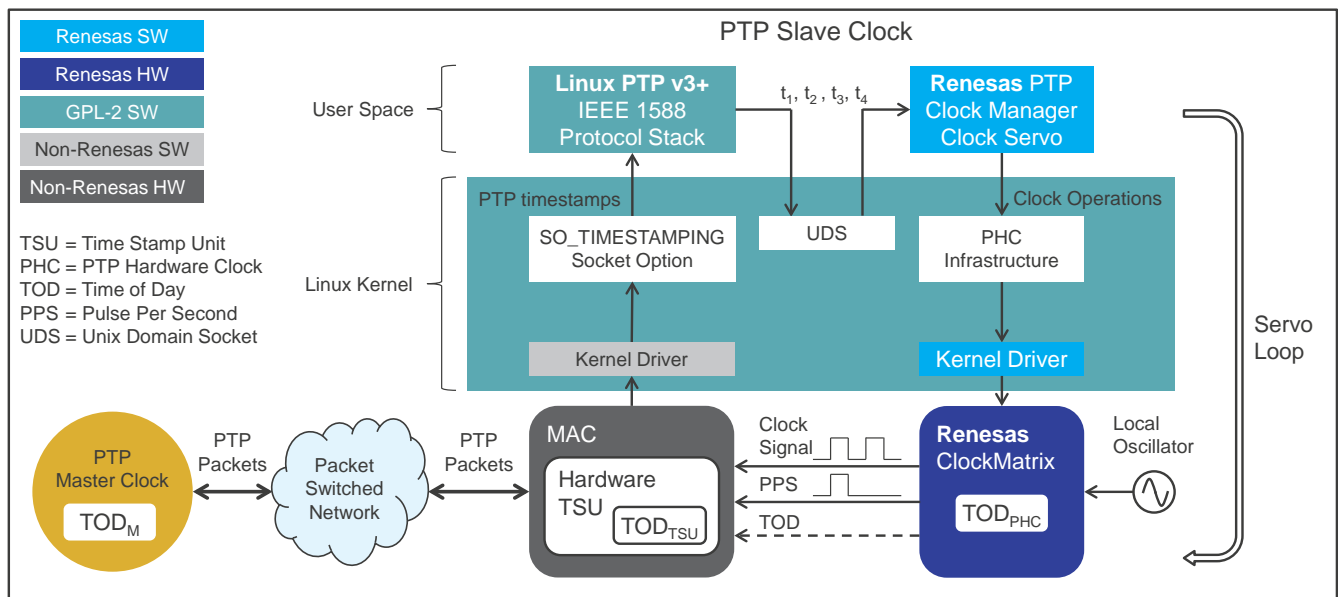 PTP Slave Clock
Renesas SW
Renesas HW
GPL-2 SW
Non-Renesas SW
Non-Renesas HW
TSU = Time Stamp Unit
PHC = PTP Hardware Clock
TOD = Time of Day
PPS = Pulse Per Second
UDS = Unix Domain Socket
User Space
Linux PTP v3+
IEEE 1588
Protocol Stack
t1, t2 , t3, t4
Renesas PTP
Clock Manager
Clock Servo
Linux Kernel
PTP timestamps
Clock Operations
SO_TIMESTAMPING
Socket Option
UDS
PHC
Infrastructure
Kernel Driver
Kernel Driver
Servo
Loop
PTP
Master Clock
TODM
PTP
Packets
Packet
Switched
Network
PTP
Packets
MAC
Hardware
TSU
TODTSU
Clock
Signal
PPS
TOD
Renesas
ClockMatrix
TODPHC
Local
Oscillator